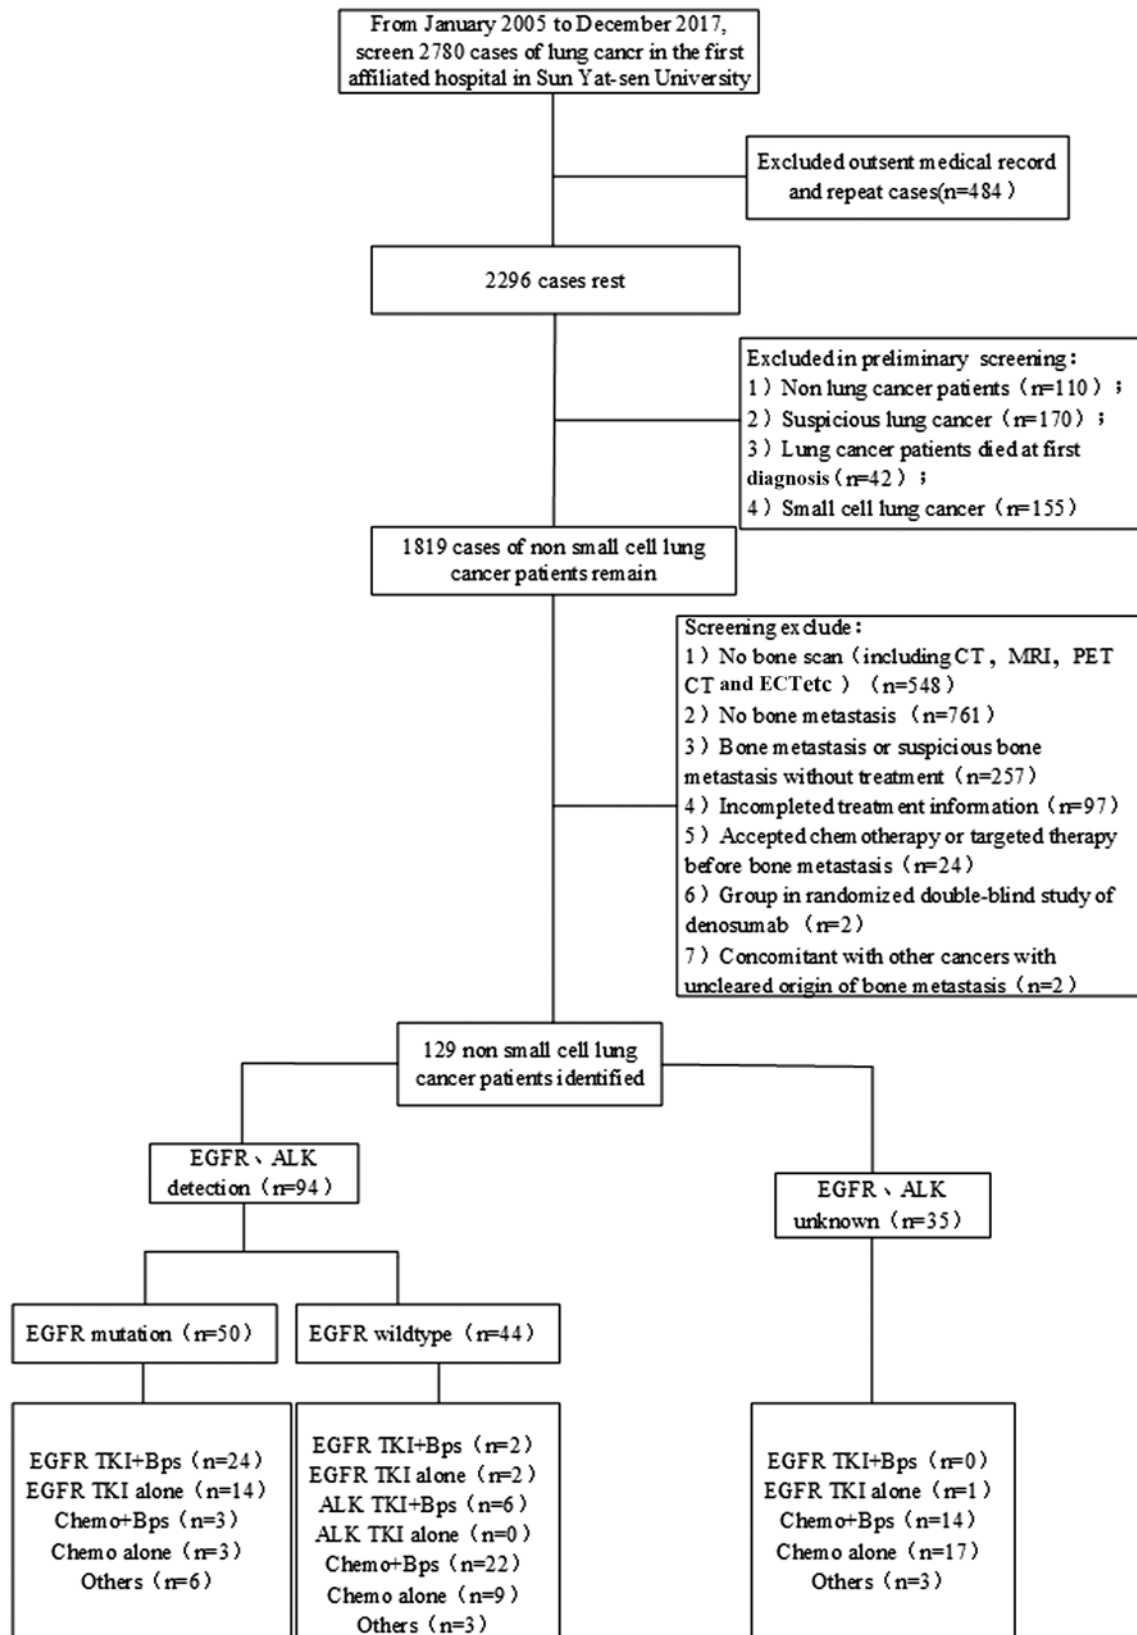 From January 2005 to December 2017,
screen 2780 cases of lung cancr in the first
affiliated hospital in Sun Yat-sen University
Excluded outsent medical record
and repeat cases(n=484）
2296 cases rest
Excluded in preliminary screening：
1）Non lung cancer patients（n=110）；
2）Suspicious lung cancer（n=170）；
3）Lung cancer patients died at first
diagnosis（n=42）；
4）Small cell lung cancer（n=155）
1819 cases of non small cell lung
cancer patients remain
Screening exclude：
1）No bone scan（including CT，MRI，PET
CT and ECTetc ）（n=548）
2）No bone metastasis（n=761）
3）Bone metastasis or suspicious bone
metastasis without treatment（n=257）
4）Incompleted treatment information（n=97）
5）Accepted chemotherapy or targeted therapy
before bone metastasis（n=24）
6）Group in randomized double-blind study of
denosumab（n=2）
7）Concomitant with other cancers with
uncleared origin of bone metastasis（n=2）
129 non small cell lung
cancer patients identified
EGFR、ALK
detection（n=94）
EGFR、ALK
unknown（n=35）
EGFR mutation（n=50）
EGFR wildtype（n=44）
EGFR TKI+Bps（n=24）
EGFR TKI alone（n=14）
Chemo+Bps（n=3）
Chemo alone（n=3）
Others（n=6）
EGFR TKI+Bps（n=2）
EGFR TKI alone（n=2）
ALK TKI+Bps（n=6）
ALK TKI alone（n=0）
Chemo+Bps（n=22）
Chemo alone（n=9）
Others（n=3）
EGFR TKI+Bps（n=0）
EGFR TKI alone（n=1）
Chemo+Bps（n=14）
Chemo alone（n=17）
Others（n=3）